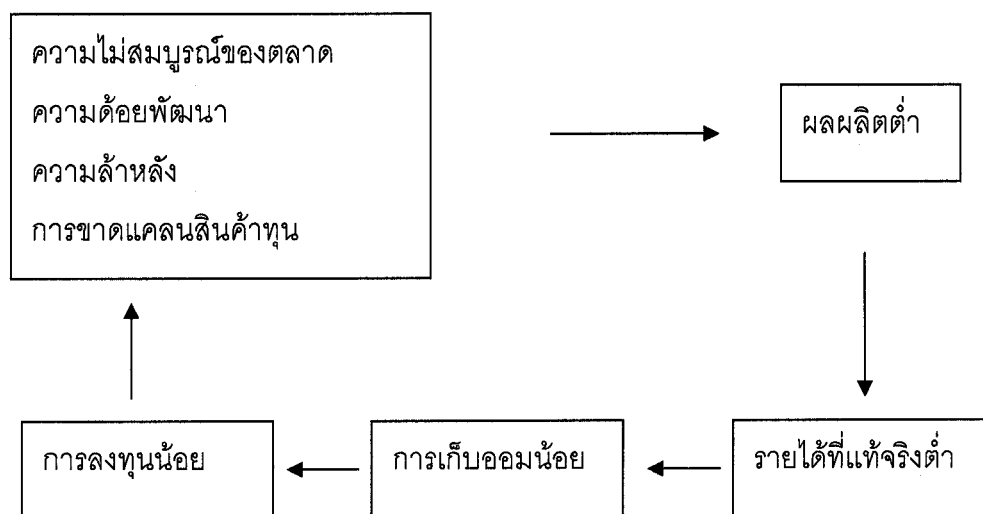 ความไม่สมบูรณ์ของตลาด
ความด้อยพัฒนา
ความล้าหลัง
การขาดแคลนสินค้าทุน
ผลผลิตต่ำ
รายได้ที่แท้จริงต่ำ
การเก็บออมน้อย
การลงทุนน้อย